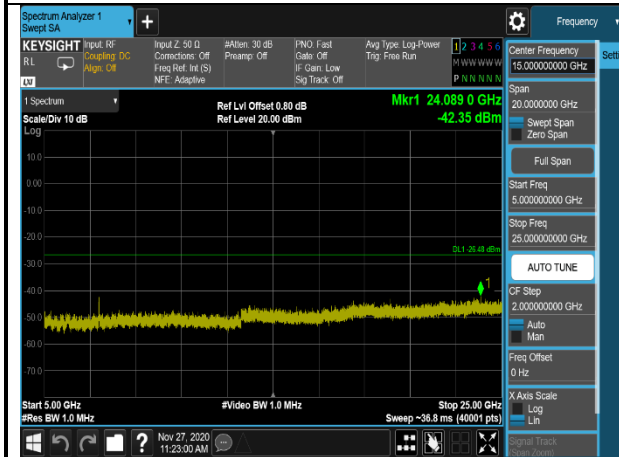 Spectrum Analyzer 1
Swept SA
+
Frequency
KEYSIGHT
RL
Input: RF
Coupling: DC
Align: Off
Input Z: 50 Ω
Corrections: Off
Freq Ref: Int (S)
NFE: Adaptive
#Atten: 30 dB
Preamp: Off
PNO: Fast
Gate: Off
IF Gain: Low
Sig Track: Off
Avg Type: Log-Power
Trig: Free Run
1 2 3 4 5 6
M W W W W W
P N N N N N
LXI
1 Spectrum
Scale/Div 10 dB
Log
Ref Lvl Offset 0.80 dB
Ref Level 20.00 dBm
Mkr1 24.089 0 GHz
-42.35 dBm
10.0
0.00
-10.0
-20.0
-30.0
-40.0
-50.0
-60.0
-70.0
1
Start 5.00 GHz
#Res BW 1.0 MHz
#Video BW 1.0 MHz
Stop 25.00 GHz
Sweep ~36.8 ms (40001 pts)
Center Frequency
15.000000000 GHz
Settings
Span
20.0000000 GHz
Swept Span
Zero Span
Full Span
Start Freq
5.000000000 GHz
Stop Freq
25.000000000 GHz
AUTO TUNE
CF Step
2.000000000 GHz
Auto
Man
Freq Offset
0 Hz
X Axis Scale
Log
Lin
Signal Track
(Span Zoom)
?
Nov 27, 2020
11:23:00 AM